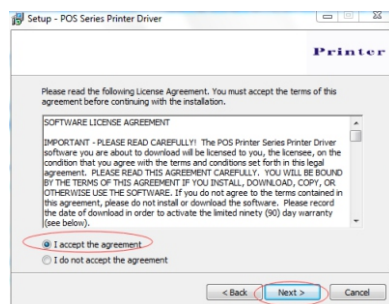 Setup - POS Series Printer Driver
Printer
Please read the following License Agreement. You must accept the terms of this
agreement before continuing with the installation.
SOFTWARE LICENSE AGREEMENT
IMPORTANT - PLEASE READ CAREFULLY! The POS Printer Series Printer Driver
software you are about to download will be licensed to you, the licensee, on the
condition that you agree with the terms and conditions set forth in this legal
agreement. PLEASE READ THIS AGREEMENT CAREFULLY. YOU WILL BE BOUND
BY THE TERMS OF THIS AGREEMENT IF YOU INSTALL, DOWNLOAD, COPY, OR
OTHERWISE USE THE SOFTWARE. If you do not agree to the terms contained in
this agreement, please do not install or download the software. Please record
the date of download in order to activate the limited ninety (90) day warranty
(see below).
I accept the agreement
I do not accept the agreement
< Back
Next >
Cancel